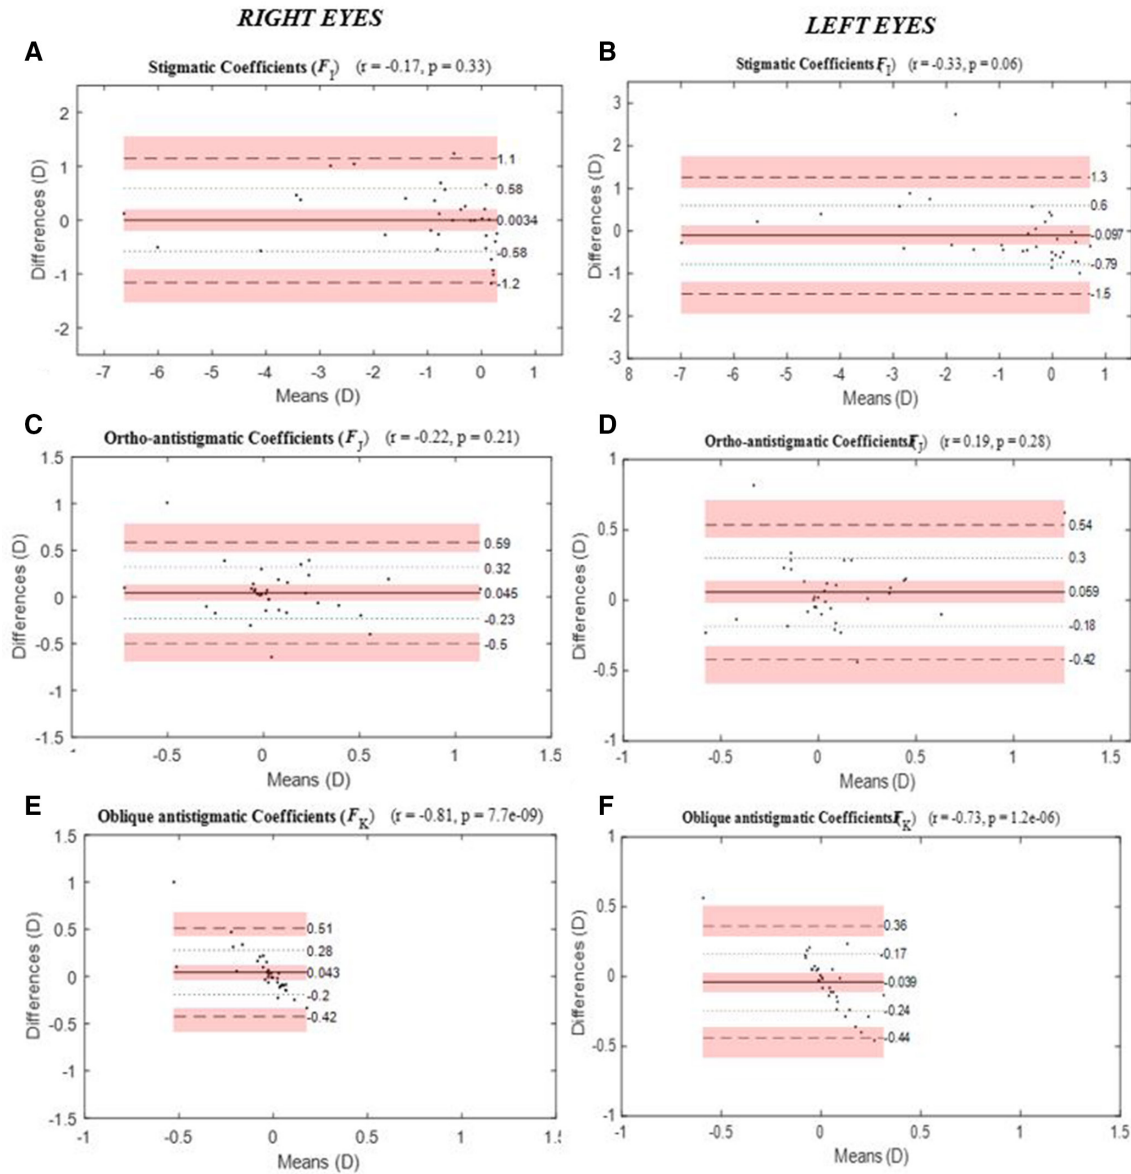 RIGHT EYES
LEFT EYES
A
Stigmatic Coefficients (F_I) (r = -0.17, p = 0.33)
Differences (D)
2
1
0
-1
-2
1.1
0.58
0.0034
-0.58
-1.2
-7 -6 -5 -4 -3 -2 -1 0 1
Means (D)
B
Stigmatic Coefficients F_I) (r = -0.33, p = 0.06)
Differences (D)
3
2
1
0
-1
-2
-3
1.3
0.6
-0.097
-0.79
-1.5
8 -7 -6 -5 -4 -3 -2 -1 0 1
Means (D)
C
Ortho-antistigmatic Coefficients (F_J) (r = -0.22, p = 0.21)
Differences (D)
1.5
1
0.5
0
-0.5
-1
-1.5
0.59
0.32
0.045
-0.23
-0.5
-0.5 0 0.5 1 1.5
Means (D)
D
Ortho-antistigmatic Coefficients F_J) (r = 0.19, p = 0.28)
Differences (D)
1
0.5
0
-0.5
-1
0.54
0.3
0.059
-0.18
-0.42
-1 -0.5 0 0.5 1 1.5
Means (D)
E
Oblique antistigmatic Coefficients (F_K) (r = -0.81, p = 7.7e-09)
Differences (D)
1.5
1
0.5
0
-0.5
-1
-1.5
0.51
0.28
0.043
-0.2
-0.42
-1 -0.5 0 0.5 1 1.5
Means (D)
F
Oblique antistigmatic Coefficients F_K) (r = -0.73, p = 1.2e-06)
Differences (D)
1
0.5
0
-0.5
-1
0.36
0.17
-0.039
-0.24
-0.44
-1 -0.5 0 0.5 1 1.5
Means (D)